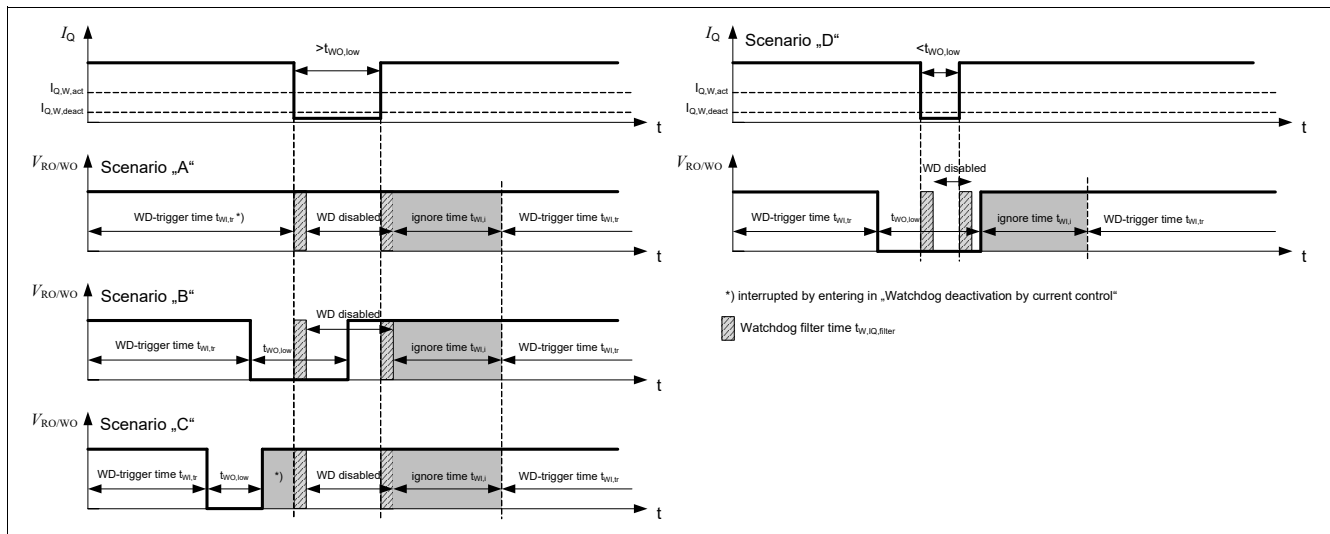 I_Q
>t_WO,low
I_Q,W,act
I_Q,W,deact
t
V_RO/WO
Scenario „A“
WD-trigger time t_WI,tr *)
WD disabled
ignore time t_WI,i
WD-trigger time t_WI,tr
t
V_RO/WO
Scenario „B“
WD disabled
WD-trigger time t_WI,tr
t_WO,low
ignore time t_WI,i
WD-trigger time t_WI,tr
t
V_RO/WO
Scenario „C“
WD-trigger time t_WI,tr
t_WO,low
*)
WD disabled
ignore time t_WI,i
WD-trigger time t_WI,tr
t
I_Q
Scenario „D“
<t_WO,low
I_Q,W,act
I_Q,W,deact
t
V_RO/WO
WD disabled
WD-trigger time t_WI,tr
t_WO,low
ignore time t_WI,i
WD-trigger time t_WI,tr
t
*) interrupted by entering in „Watchdog deactivation by current control“
Watchdog filter time t_W,IQ,filter